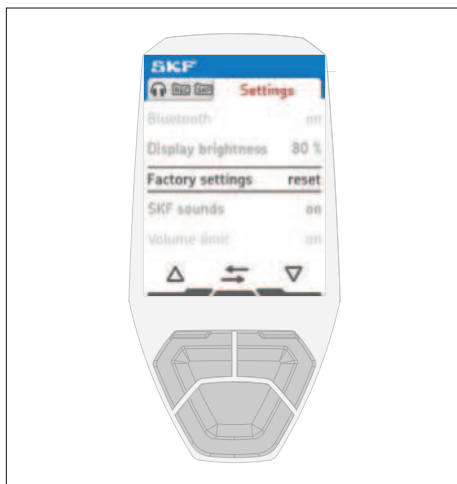 SKF
Settings
Bluetooth on
Display brightness 80 %
Factory settings reset
SKF sounds on
Volume limit on